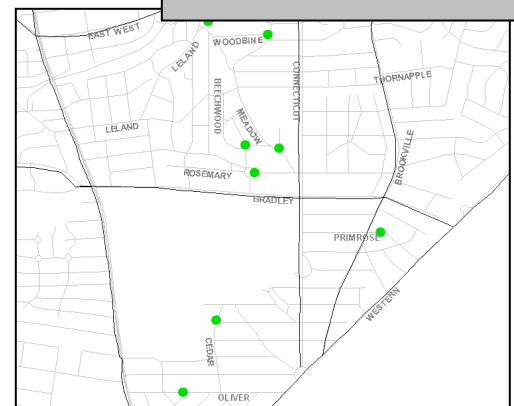 EAST WEST
WOODBINE
LELAND
CONNECTICUT
THORNAPPLE
BEECHWOOD
MEADOW
LELAND
BROOKVILLE
ROSEMARY
BRADLEY
PRIMROSE
WESTERN
CEDAR
OLIVER